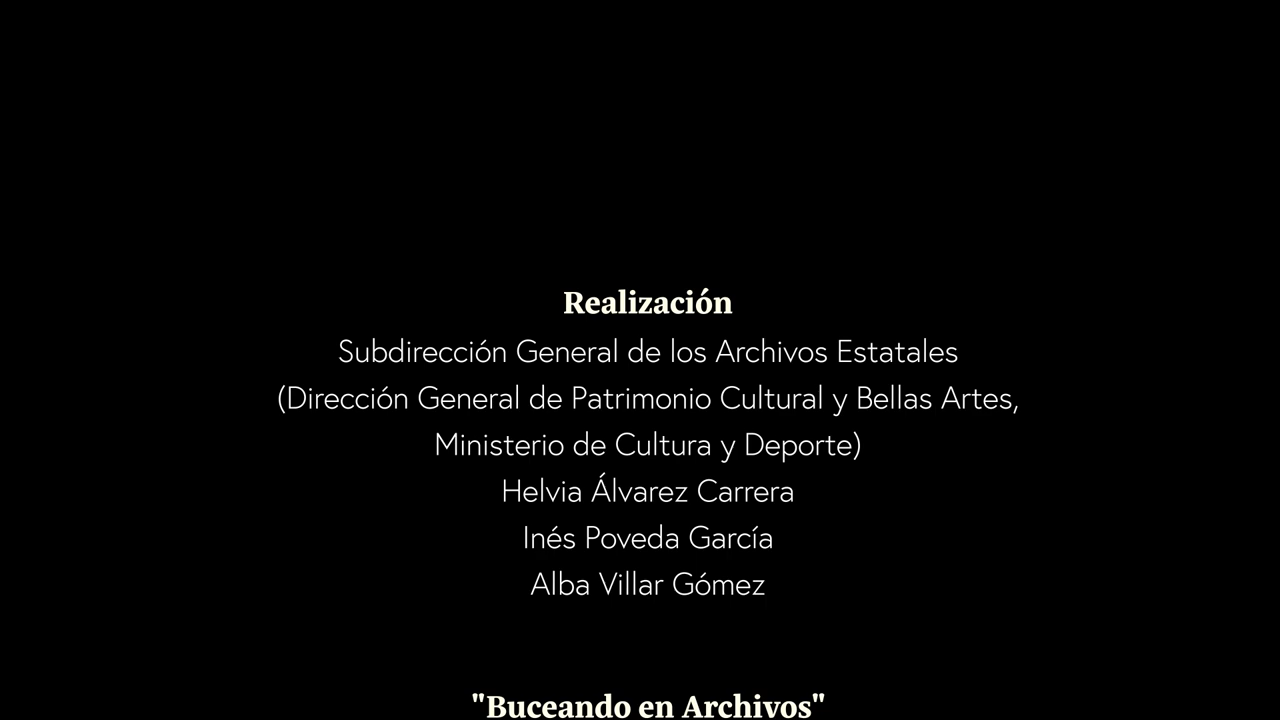 Realización
Subdirección General de los Archivos Estatales
(Dirección General de Patrimonio Cultural y Bellas Artes,
Ministerio de Cultura y Deporte)
Helvia Álvarez Carrera
Inés Poveda García
Alba Villar Gómez
"Buceando en Archivos"